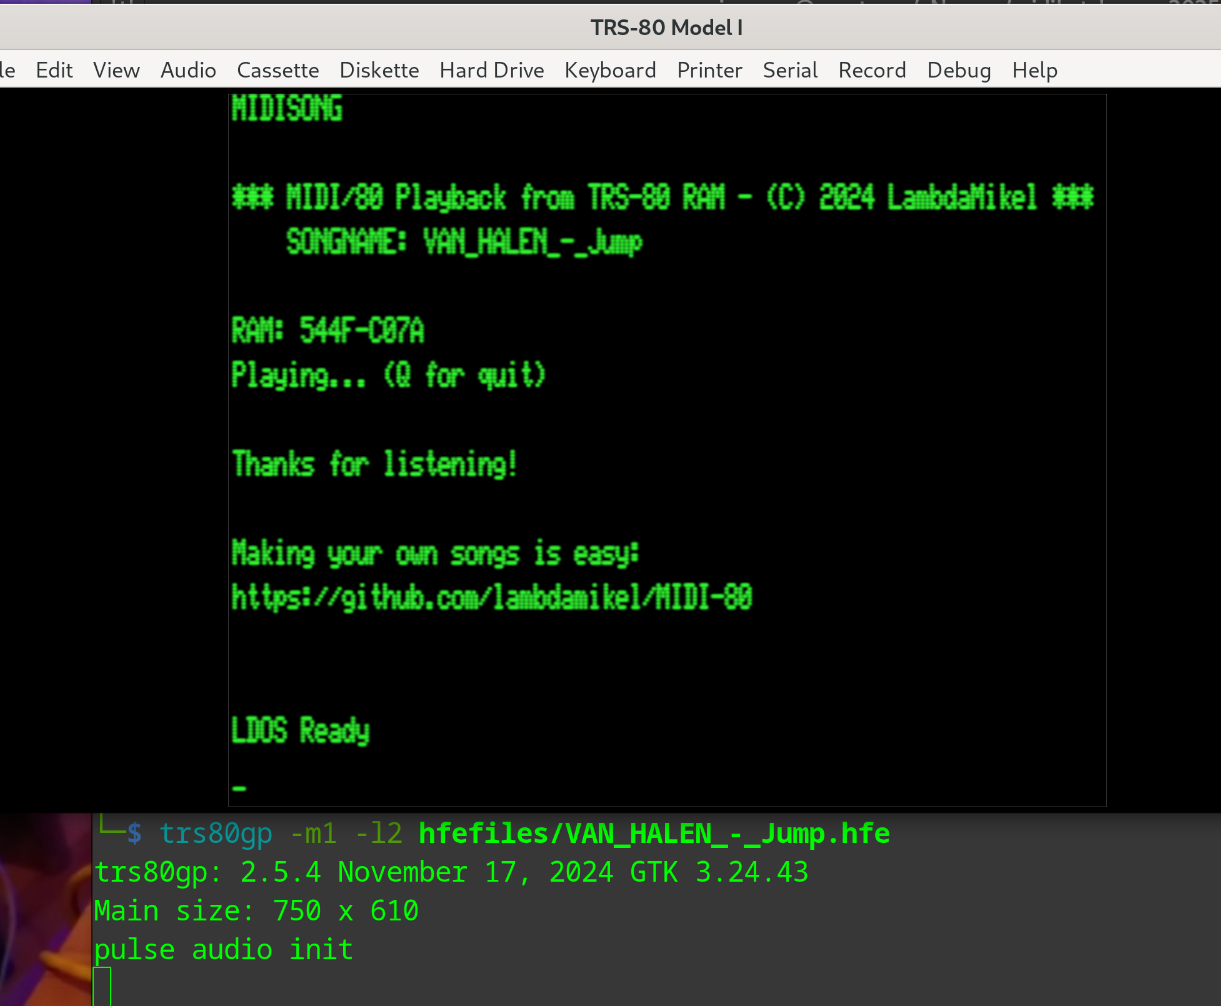 TRS-80 Model I
Edit View Audio Cassette Diskette Hard Drive Keyboard Printer Serial Record Debug Help
MIDISONG
*** MIDI/80 Playback from TRS-80 RAM - (C) 2024 LambdaMikel ***
SONGNAME: VAN_HALEN_-_Jump
RAM: 544F-C07A
Playing... (Q for quit)
Thanks for listening!
Making your own songs is easy:
https://github.com/lambdamikel/MIDI-80
LDOS Ready
_
└─$ trs80gp -m1 -l2 hfefiles/VAN_HALEN_-_Jump.hfe
trs80gp: 2.5.4 November 17, 2024 GTK 3.24.43
Main size: 750 x 610
pulse audio init